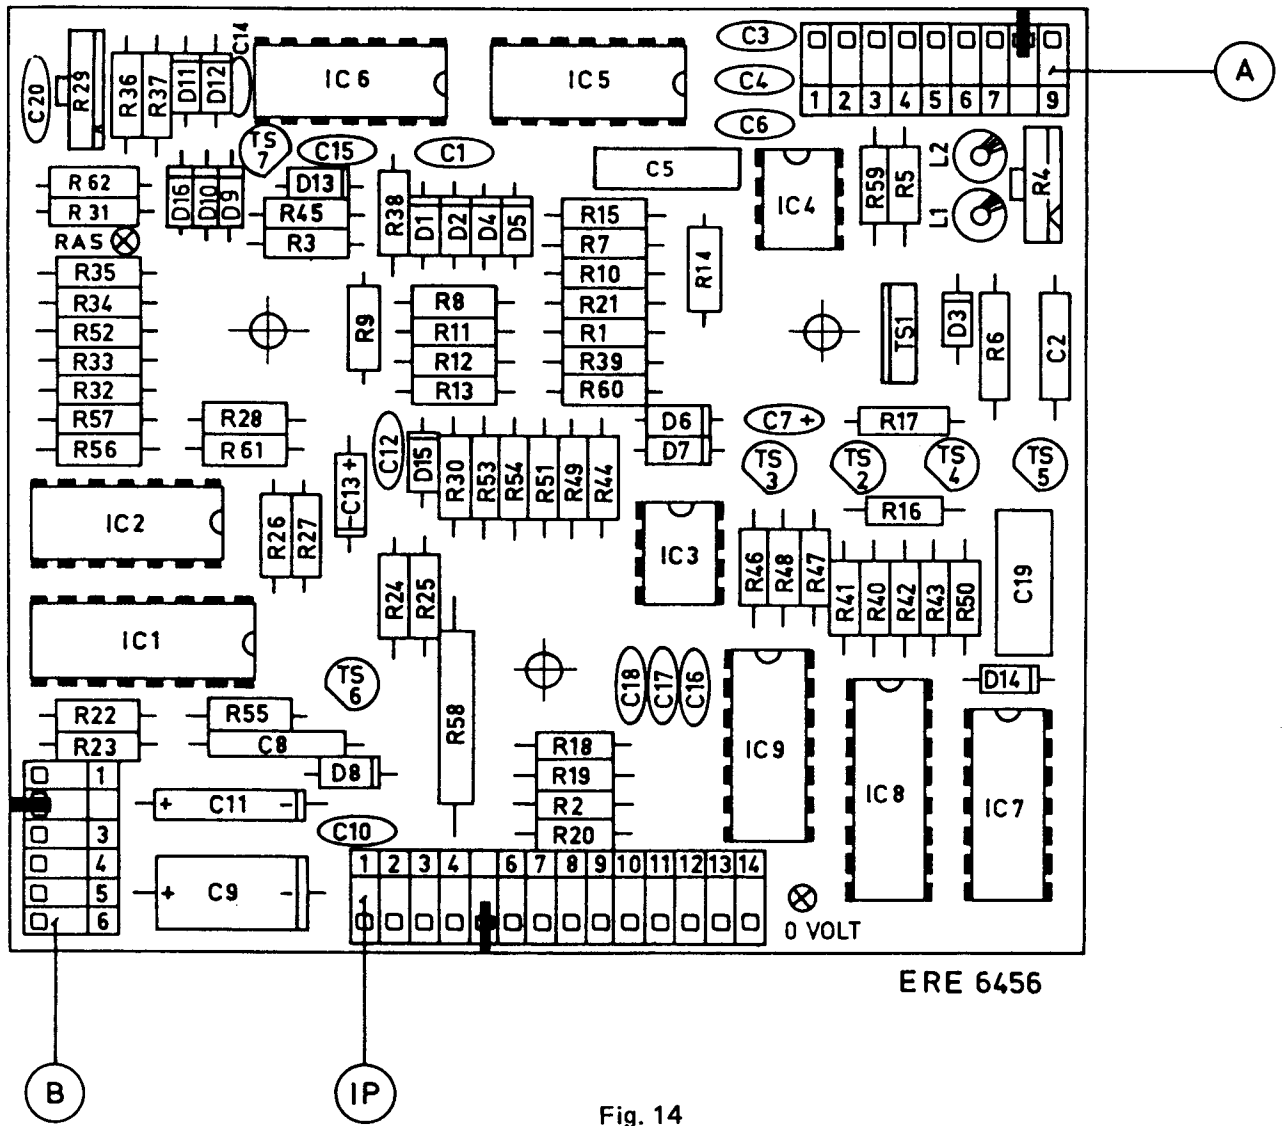 C3
C14
IC6
IC5
C4
C6
1 2 3 4 5 6 7 9
A
C20
R29
R36
R37
D11
D12
TS 7
C15
C1
C5
IC4
R59
R5
L2
L1
R4
R 62
R 31
RAS
D16
D10
D9
D13
R45
R3
R38
D1
D2
D4
D5
R15
R7
R10
R21
R1
R39
R60
R14
R35
R34
R52
R33
R32
R57
R56
R9
R8
R11
R12
R13
TS1
D3
R6
C2
R28
R61
C12
D15
R30
R53
R54
R51
R49
R44
D6
D7
C7 +
R17
TS 3
TS 2
TS 4
TS 5
R16
IC2
R26
R27
C13 +
-
IC3
R46
R48
R47
R41
R40
R42
R43
R50
C19
IC1
R24
R25
TS 6
R58
C18
C17
C16
IC9
IC8
IC7
D14
R22
R23
R55
C8
D8
R18
R19
R2
R20
1
3
4
5
6
+ C11 -
C10
+ C9 -
1 2 3 4 6 7 8 9 10 11 12 13 14
0 VOLT
ERE 6456
B
IP
Fig. 14